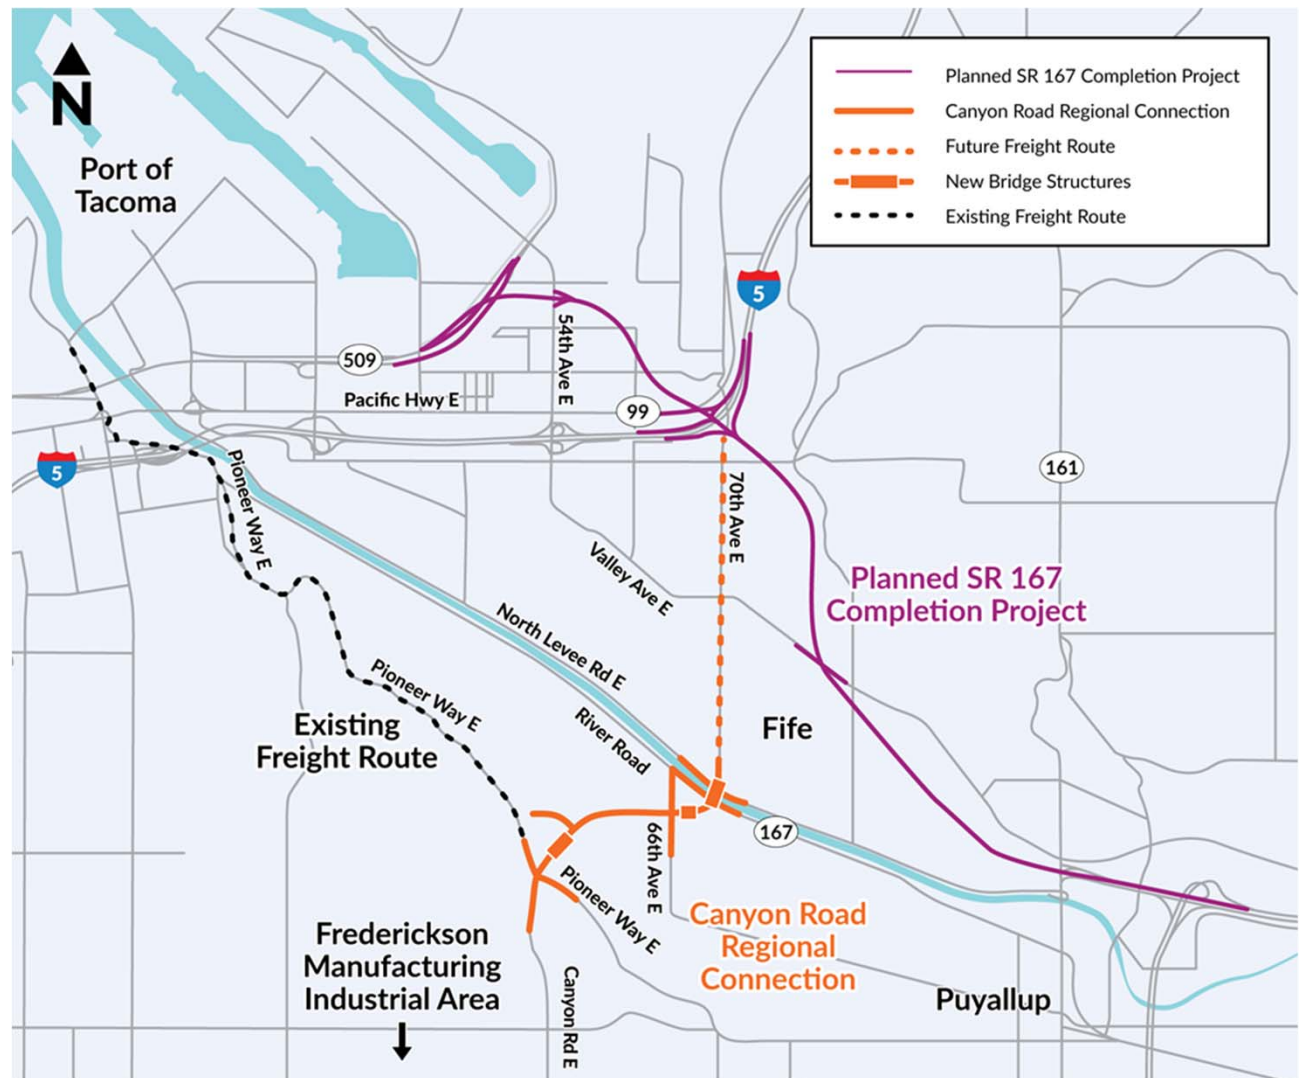 N
Port of
Tacoma
Planned SR 167 Completion Project
Canyon Road Regional Connection
Future Freight Route
New Bridge Structures
Existing Freight Route
5
54th Ave E
509
Pacific Hwy E
99
5
161
Pioneer Way E
70th Ave E
Valley Ave E
Planned SR 167
Completion Project
North Levee Rd E
Pioneer Way E
River Road
Existing
Freight Route
Fife
167
66th Ave E
Pioneer Way E
Canyon Road
Regional
Connection
Frederickson
Manufacturing
Industrial Area
Canyon Rd E
Puyallup